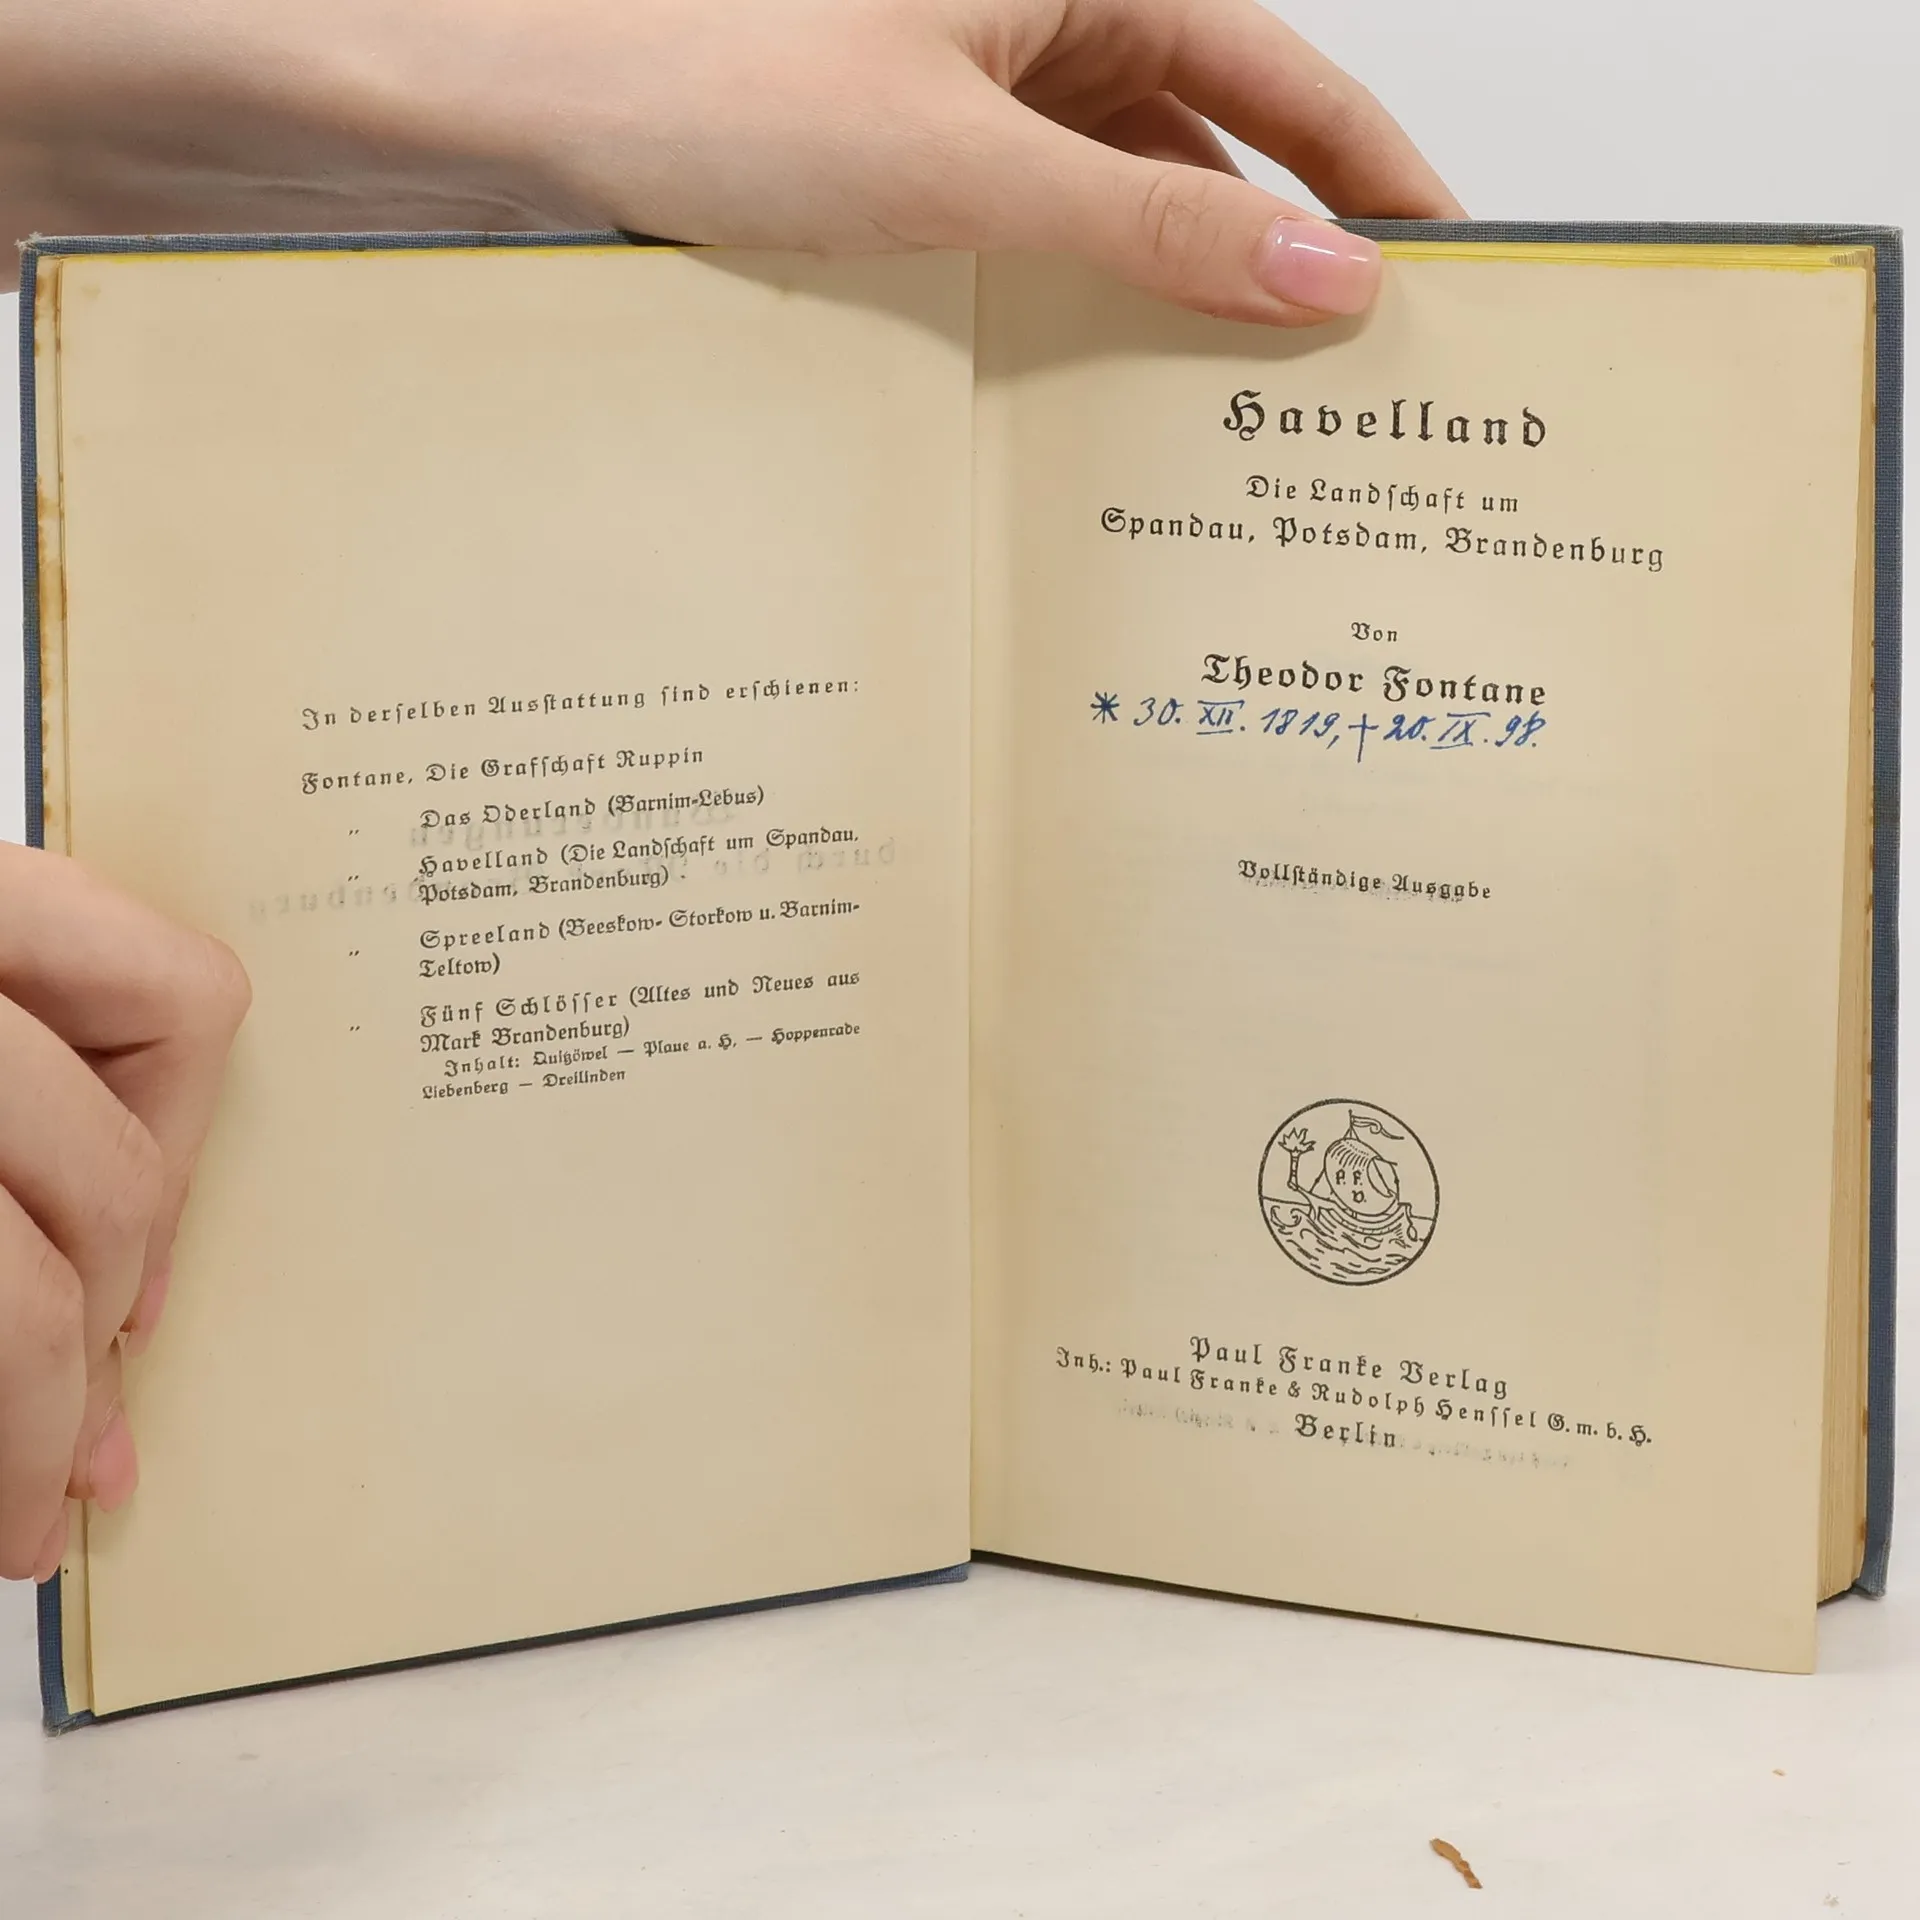 In derselben Ausstattung sind erschienen:
Fontane, Die Grafschaft Ruppin
„ Das Oderland (Barnim-Lebus)
„ Havelland (Die Landschaft um Spandau,
Potsdam, Brandenburg)
„ Spreeland (Beeskow- Storkow u. Barnim-
Teltow)
„ Fünf Schlösser (Altes und Neues aus
Mark Brandenburg)
Inhalt: Quitzöwel — Plaue a. H. — Hoppenrade
Liebenberg — Dreilinden
Havelland
Die Landschaft um
Spandau, Potsdam, Brandenburg
Von
Theodor Fontane
* 30. XII. 1819, † 20. IX. 98.
Vollständige Ausgabe
P. F.
V.
Paul Franke Verlag
Inh.: Paul Franke & Rudolph Henssel G. m. b. H.
Berlin